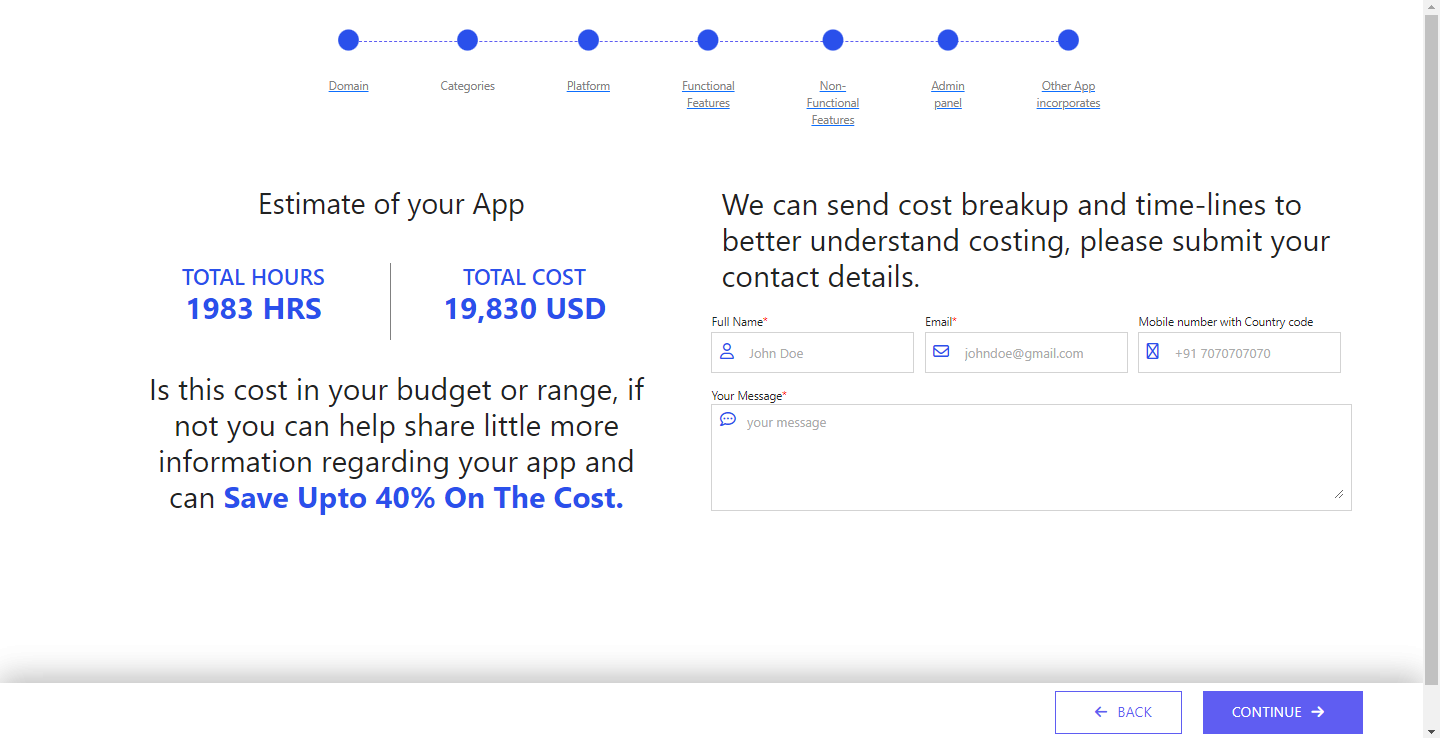 Domain
Categories
Platform
Functional
Features
Non-
Functional
Features
Admin
panel
Other App
incorporates
Estimate of your App
TOTAL HOURS
1983 HRS
TOTAL COST
19,830 USD
Is this cost in your budget or range, if
not you can help share little more
information regarding your app and
can Save Upto 40% On The Cost.
We can send cost breakup and time-lines to
better understand costing, please submit your
contact details.
Full Name*
John Doe
Email*
johndoe@gmail.com
Mobile number with Country code
+91 7070707070
Your Message*
your message
BACK
CONTINUE